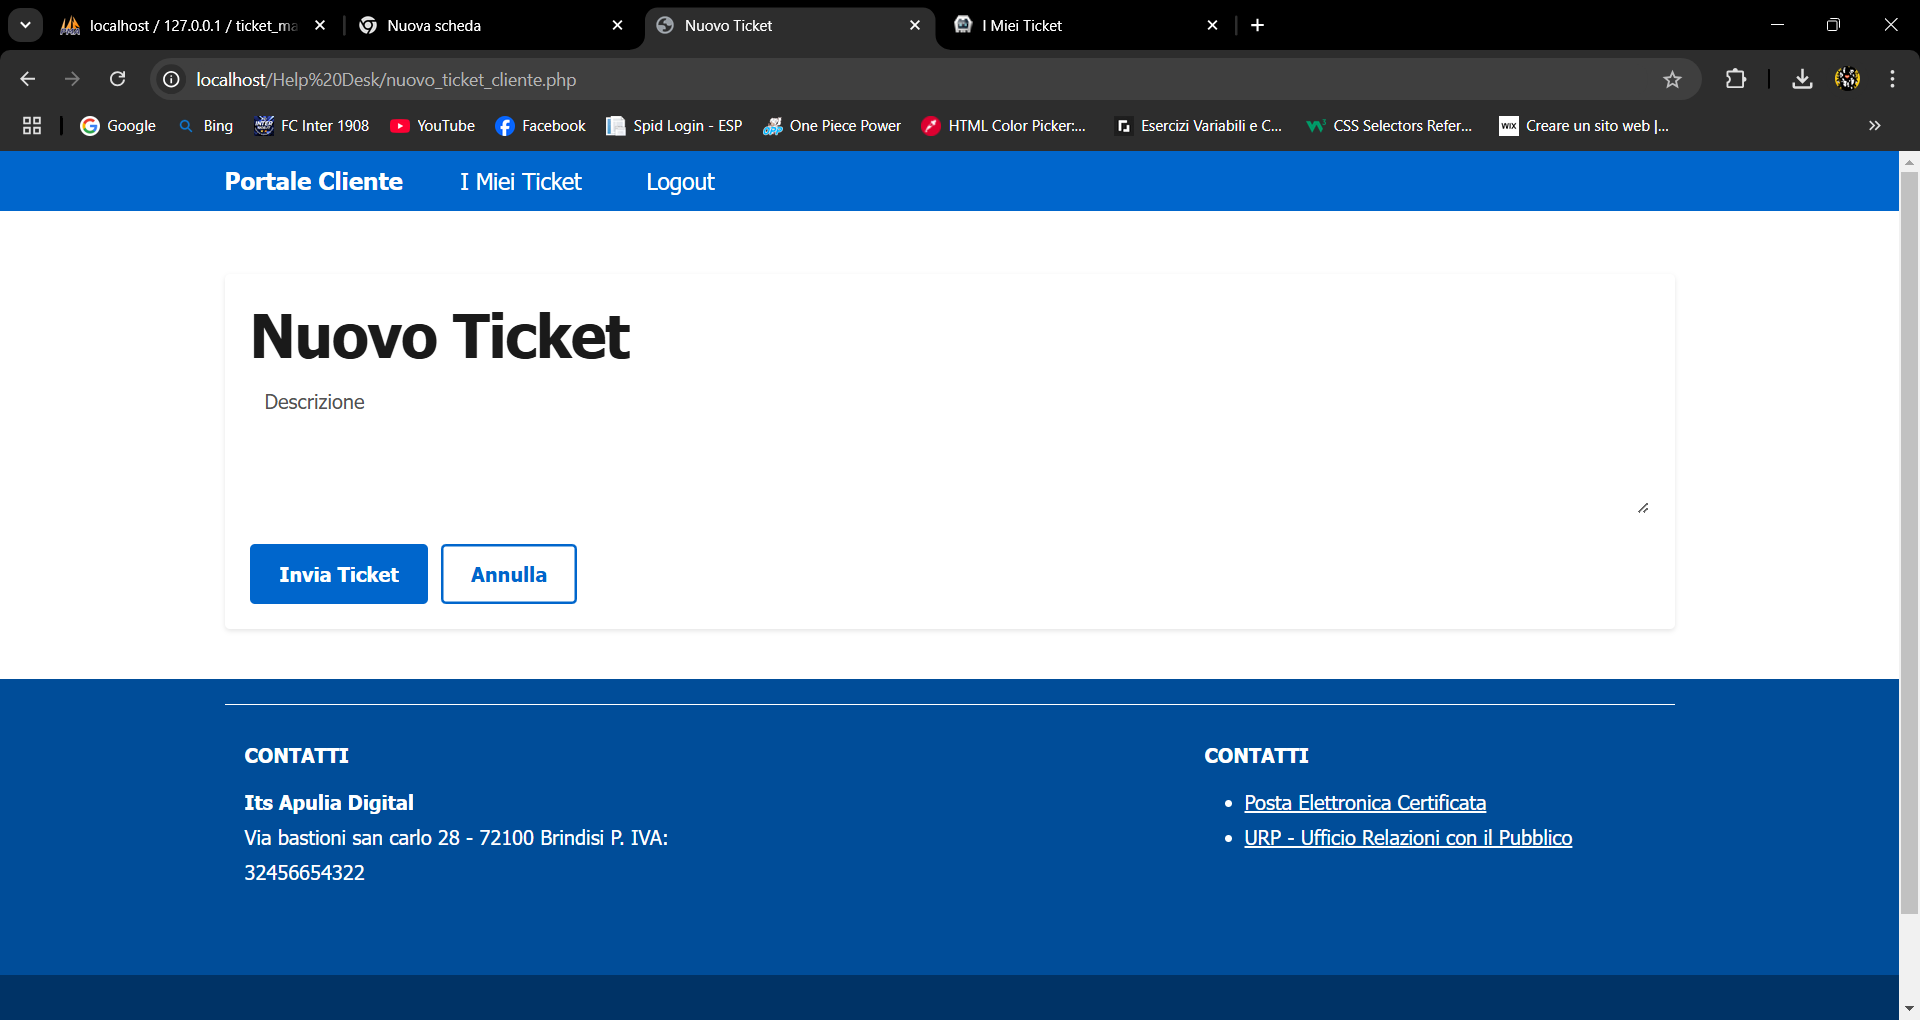 localhost / 127.0.0.1 / ticket_ma
Nuova scheda
Nuovo Ticket
I Miei Ticket
localhost/Help%20Desk/nuovo_ticket_cliente.php
Google
Bing
FC Inter 1908
YouTube
Facebook
Spid Login - ESP
One Piece Power
HTML Color Picker:...
Esercizi Variabili e C...
CSS Selectors Refer...
WIX
Creare un sito web |...
Portale Cliente
I Miei Ticket
Logout
Nuovo Ticket
Descrizione
Invia Ticket
Annulla
CONTATTI
Its Apulia Digital
Via bastioni san carlo 28 - 72100 Brindisi P. IVA:
32456654322
CONTATTI
Posta Elettronica Certificata
URP - Ufficio Relazioni con il Pubblico